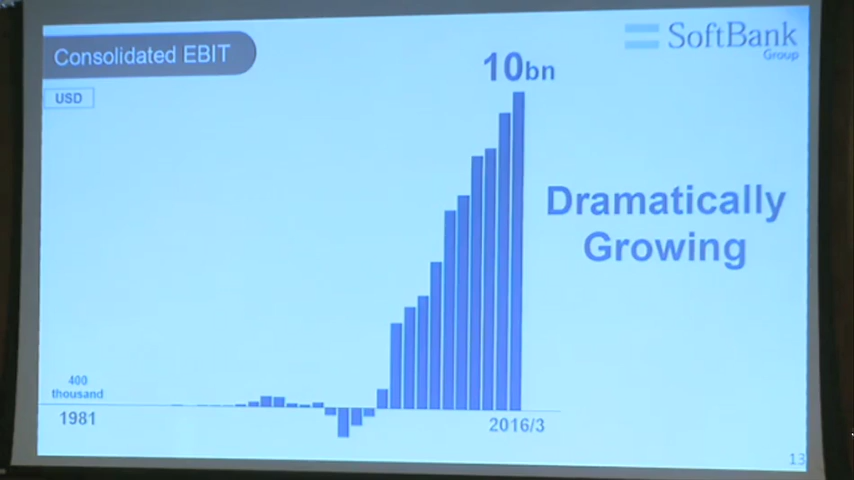 Consolidated EBIT
SoftBank
Group
USD
10bn
Dramatically
Growing
400
thousand
1981
2016/3
13